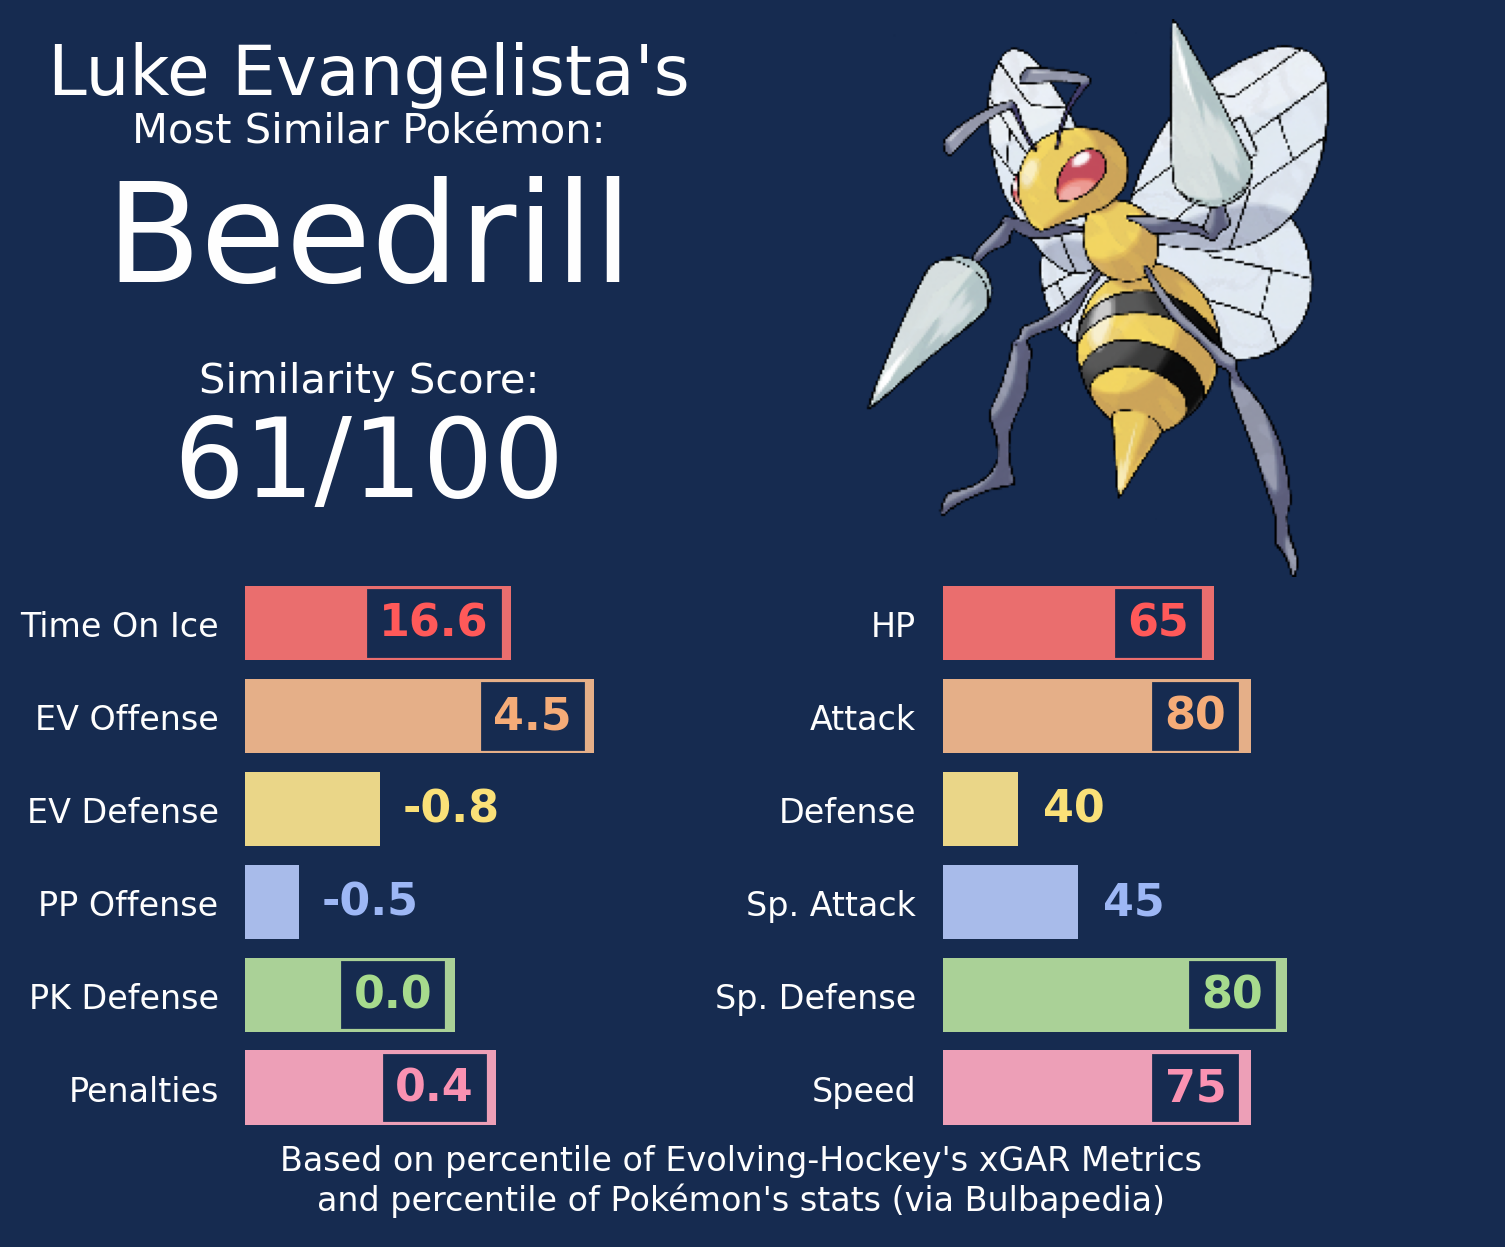 Luke Evangelista's
Most Similar Pokémon:
Beedrill
Similarity Score:
61/100
Time On Ice 16.6
EV Offense 4.5
EV Defense -0.8
PP Offense -0.5
PK Defense 0.0
Penalties 0.4
HP 65
Attack 80
Defense 40
Sp. Attack 45
Sp. Defense 80
Speed 75
Based on percentile of Evolving-Hockey's xGAR Metrics
and percentile of Pokémon's stats (via Bulbapedia)